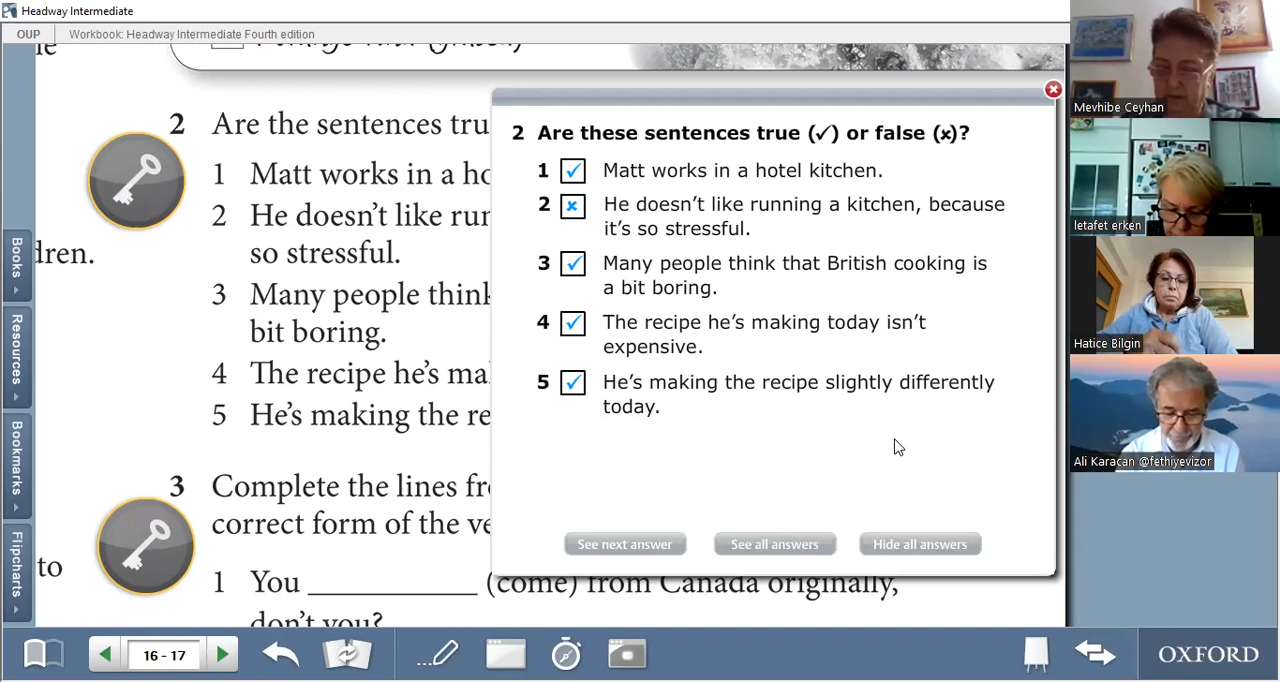 Headway Intermediate
OUP
Workbook: Headway Intermediate Fourth edition
2 Are the sentences tru
1 Matt works in a ho
2 He doesn't like run
so stressful.
3 Many people think
bit boring.
4 The recipe he's ma
5 He's making the re
dren.
3 Complete the lines fr
correct form of the ve
to
1 You __________ (come) from Canada originally,
don't you?
2 Are these sentences true (✓) or false (✗)?
1 ✓ Matt works in a hotel kitchen.
2 ✗ He doesn't like running a kitchen, because
it's so stressful.
3 ✓ Many people think that British cooking is
a bit boring.
4 ✓ The recipe he's making today isn't
expensive.
5 ✓ He's making the recipe slightly differently
today.
See next answer
See all answers
Hide all answers
Books
Resources
Bookmarks
Flipcharts
16 - 17
OXFORD
Mevhibe Ceyhan
letafet erken
Hatice Bilgin
Ali Karacan @fethiyevizor